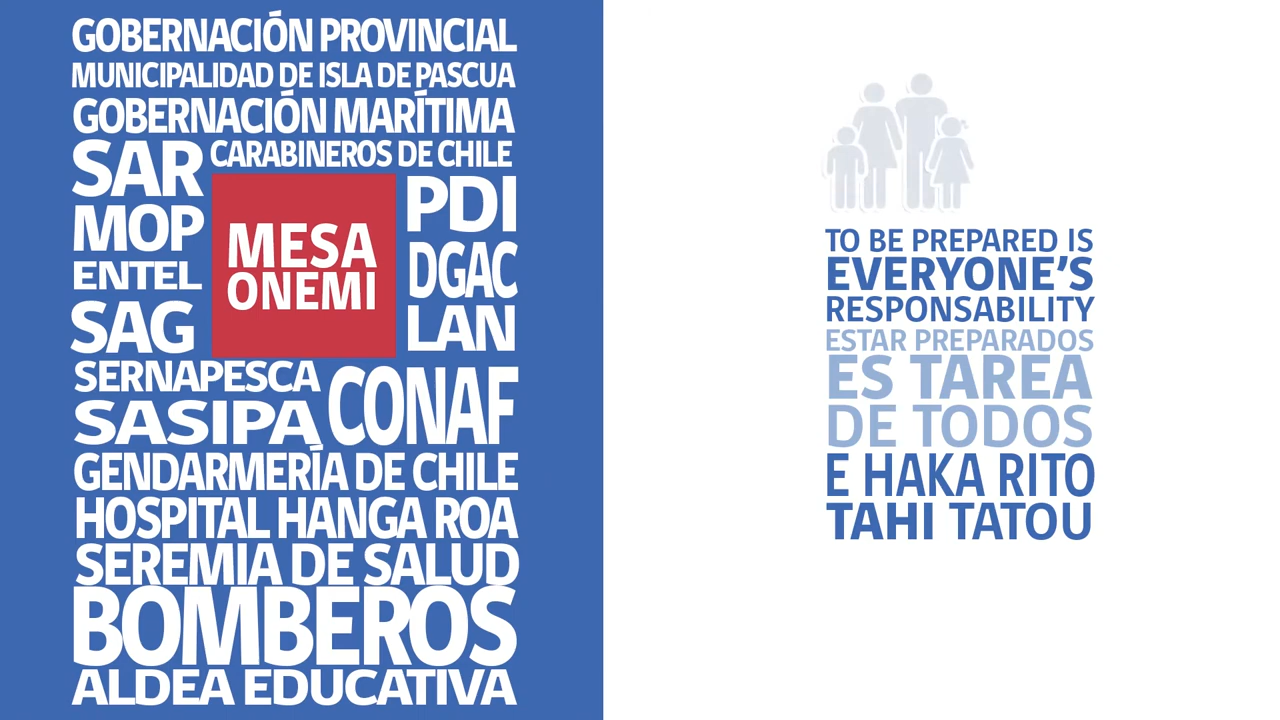 GOBERNACIÓN PROVINCIAL
MUNICIPALIDAD DE ISLA DE PASCUA
GOBERNACIÓN MARÍTIMA
SAR
CARABINEROS DE CHILE
MOP
ENTEL
SAG
MESA
ONEMI
PDI
DGAC
LAN
SERNAPESCA
SASIPA
CONAF
GENDARMERÍA DE CHILE
HOSPITAL HANGA ROA
SEREMIA DE SALUD
BOMBEROS
ALDEA EDUCATIVA
TO BE PREPARED IS
EVERYONE'S
RESPONSABILITY
ESTAR PREPARADOS
ES TAREA
DE TODOS
E HAKA RITO
TAHI TATOU